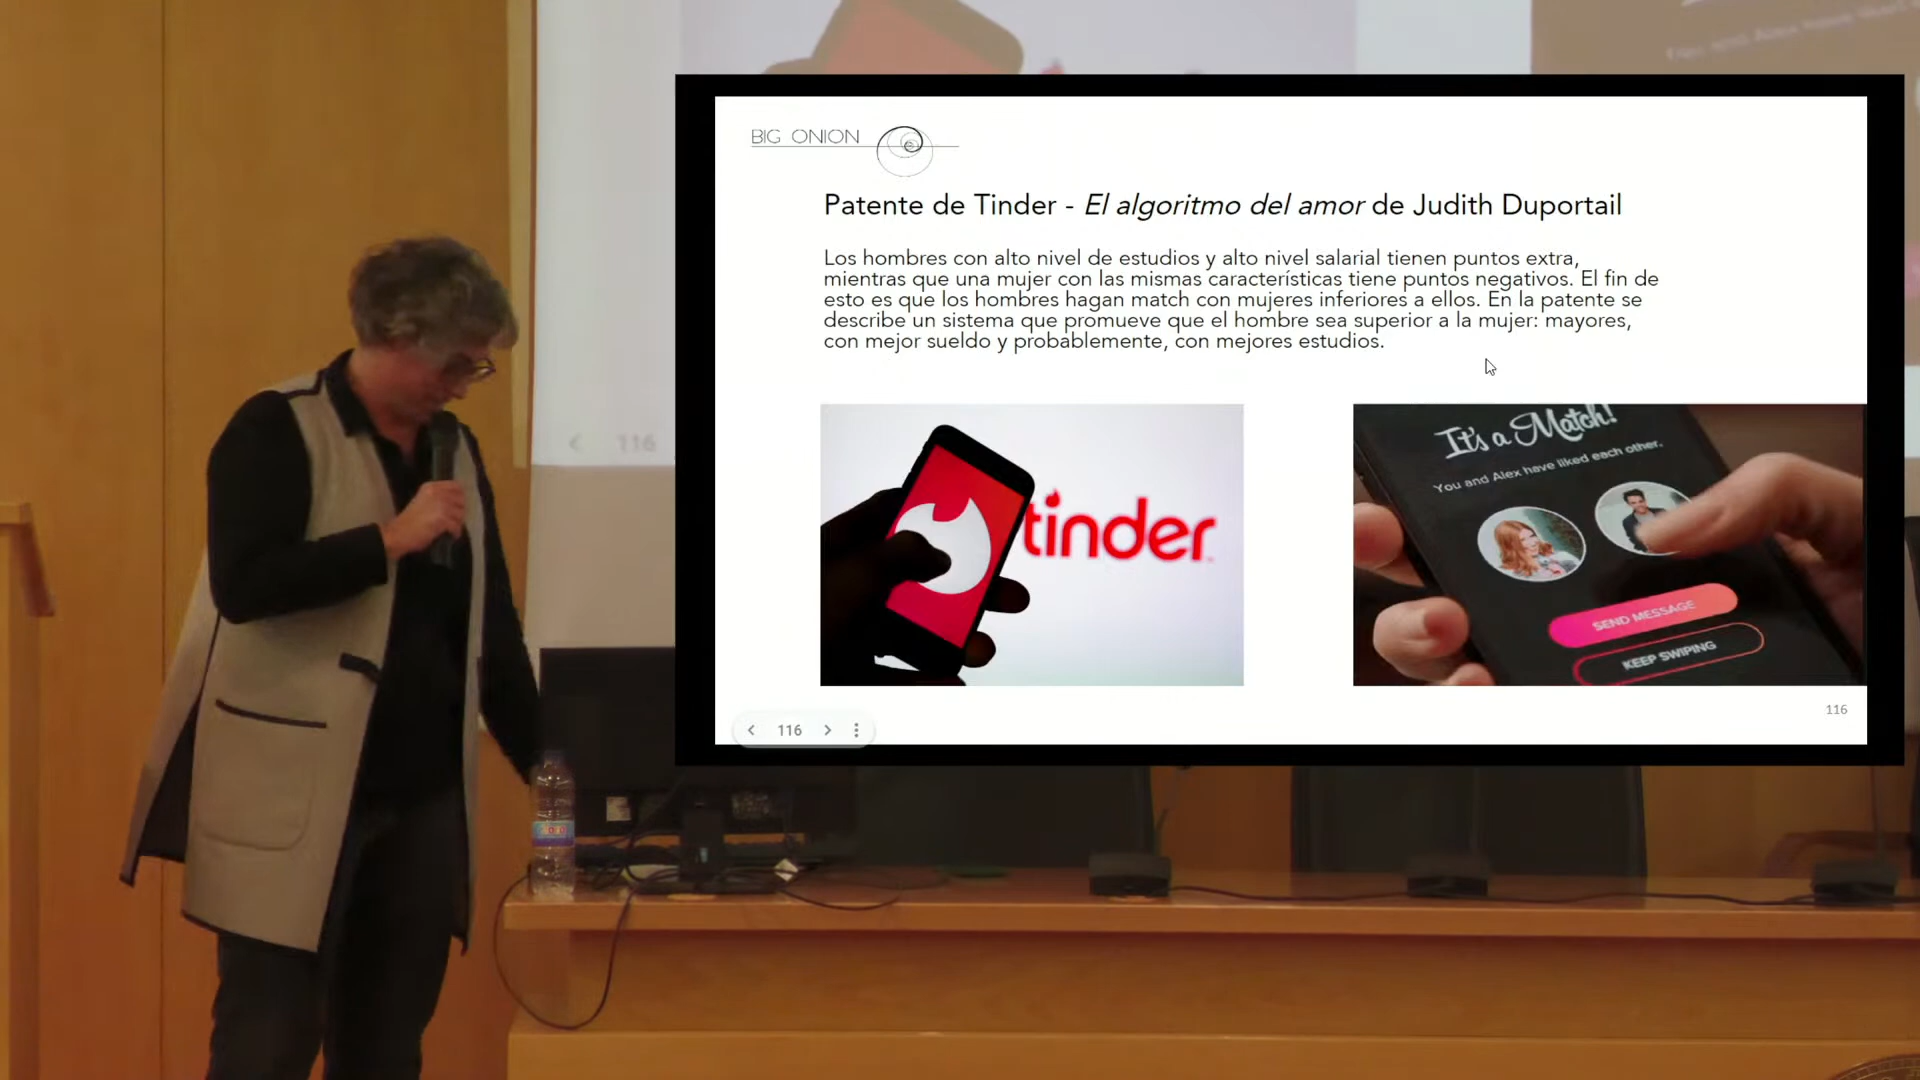 BIG ONION
Patente de Tinder - El algoritmo del amor de Judith Duportail
Los hombres con alto nivel de estudios y alto nivel salarial tienen puntos extra,
mientras que una mujer con las mismas características tiene puntos negativos. El fin de
esto es que los hombres hagan match con mujeres inferiores a ellos. En la patente se
describe un sistema que promueve que el hombre sea superior a la mujer: mayores,
con mejor sueldo y probablemente, con mejores estudios.
116
tinder
It's a Match!
You and Alex have liked each other.
SEND MESSAGE
KEEP SWIPING
116
116